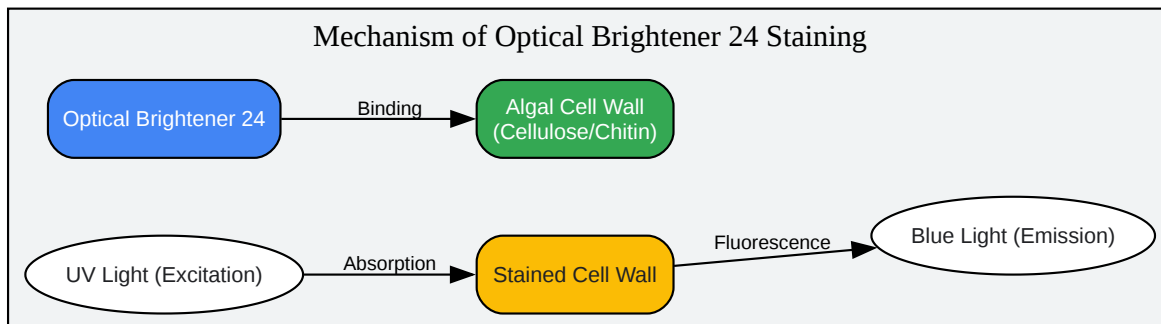 Mechanism of Optical Brightener 24 Staining
Optical Brightener 24
Binding
Algal Cell Wall
(Cellulose/Chitin)
UV Light (Excitation)
Absorption
Stained Cell Wall
Fluorescence
Blue Light (Emission)